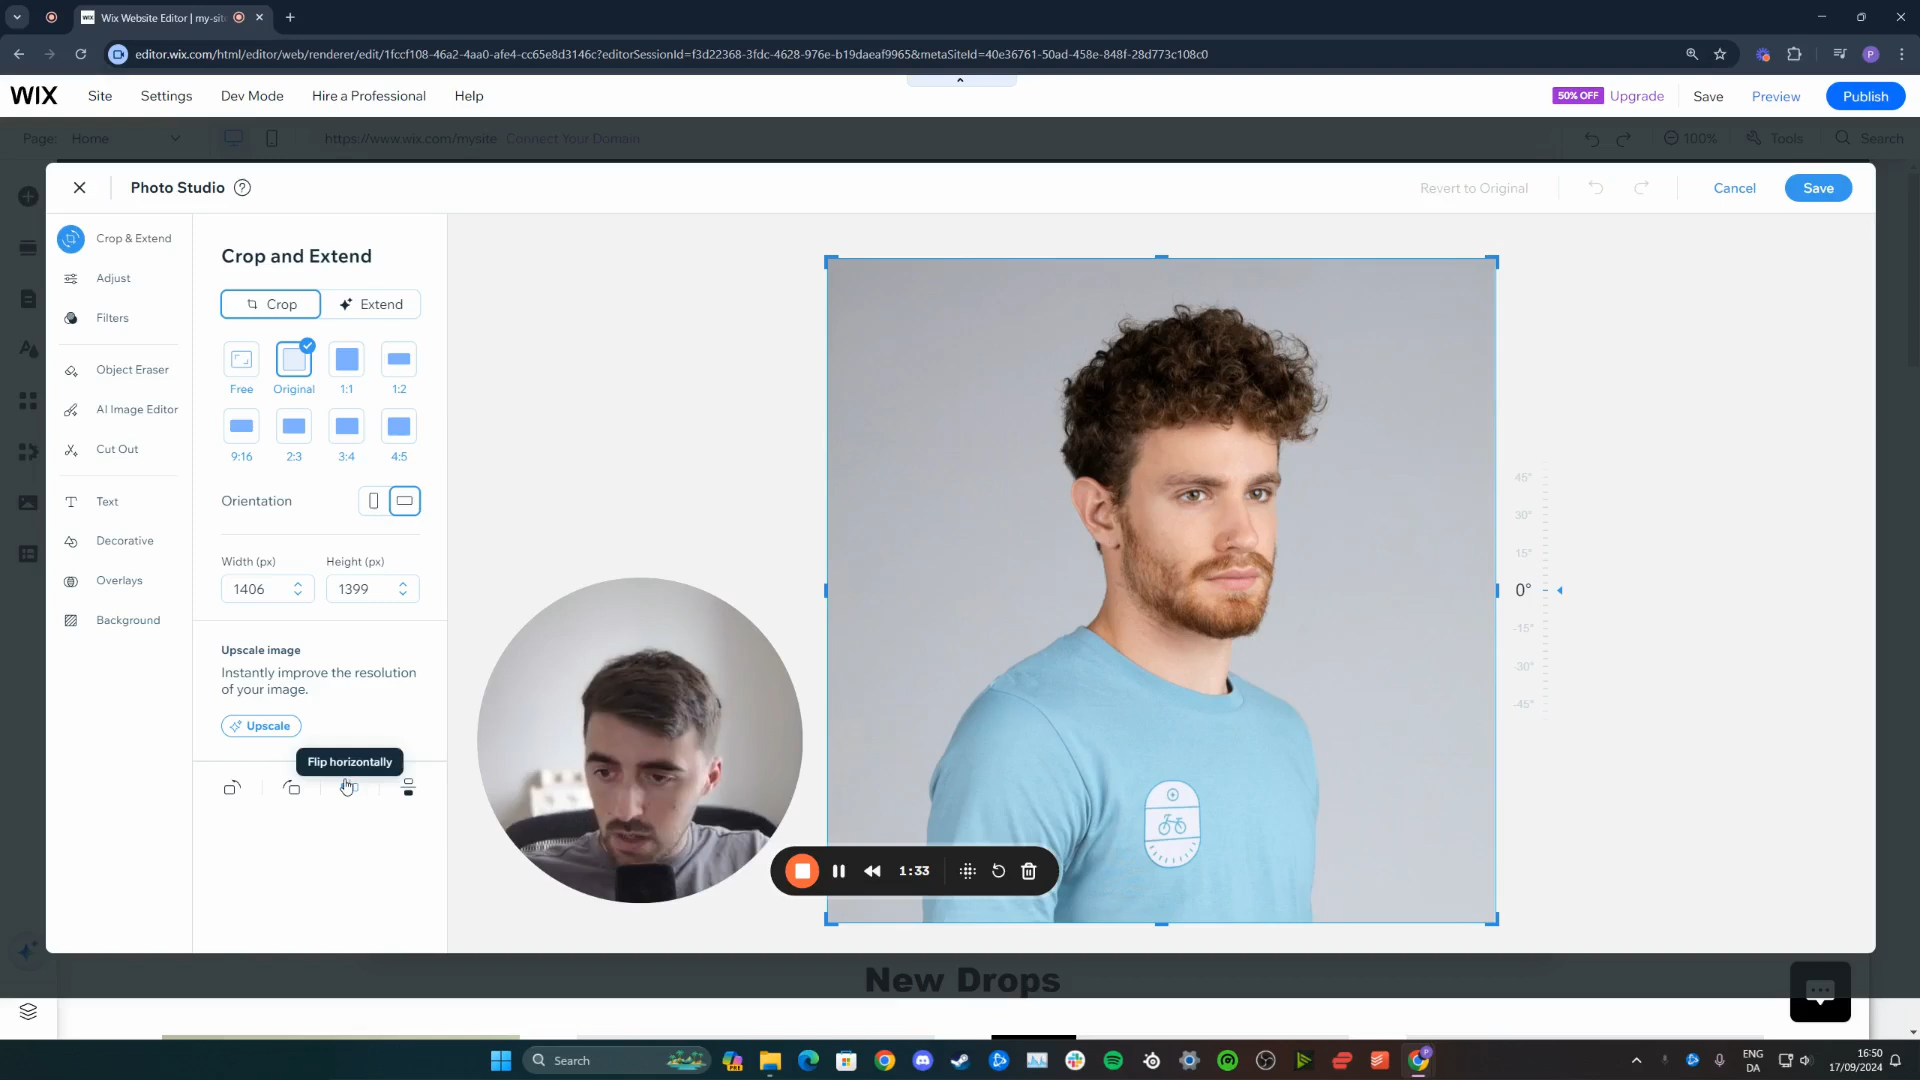 Wix Website Editor | my-sit
editor.wix.com/html/editor/web/renderer/edit/1fccf108-46a2-4aa0-afe4-cc65e8d3146c?editorSessionId=f3d22368-3fdc-4628-976e-b19daeaf9965&metaSiteId=40e36761-50ad-458e-848f-28d773c108c0
WIX Site Settings Dev Mode Hire a Professional Help 50% OFF Upgrade Save Preview Publish
Page: Home https://www.wix.com/mysite Connect Your Domain 100% Tools Search
Photo Studio ? Revert to Original Cancel Save
Crop & Extend
Adjust
Filters
Object Eraser
AI Image Editor
Cut Out
Text
Decorative
Overlays
Background
Crop and Extend
Crop Extend
Free Original 1:1 1:2
9:16 2:3 3:4 4:5
Orientation
Width (px) Height (px)
1406 1399
Upscale image
Instantly improve the resolution
of your image.
Upscale
Flip horizontally
45°
30°
15°
0°
-15°
-30°
-45°
1:33
New Drops
Search
PRE
P
ENG
DA
16:50
17/09/2024